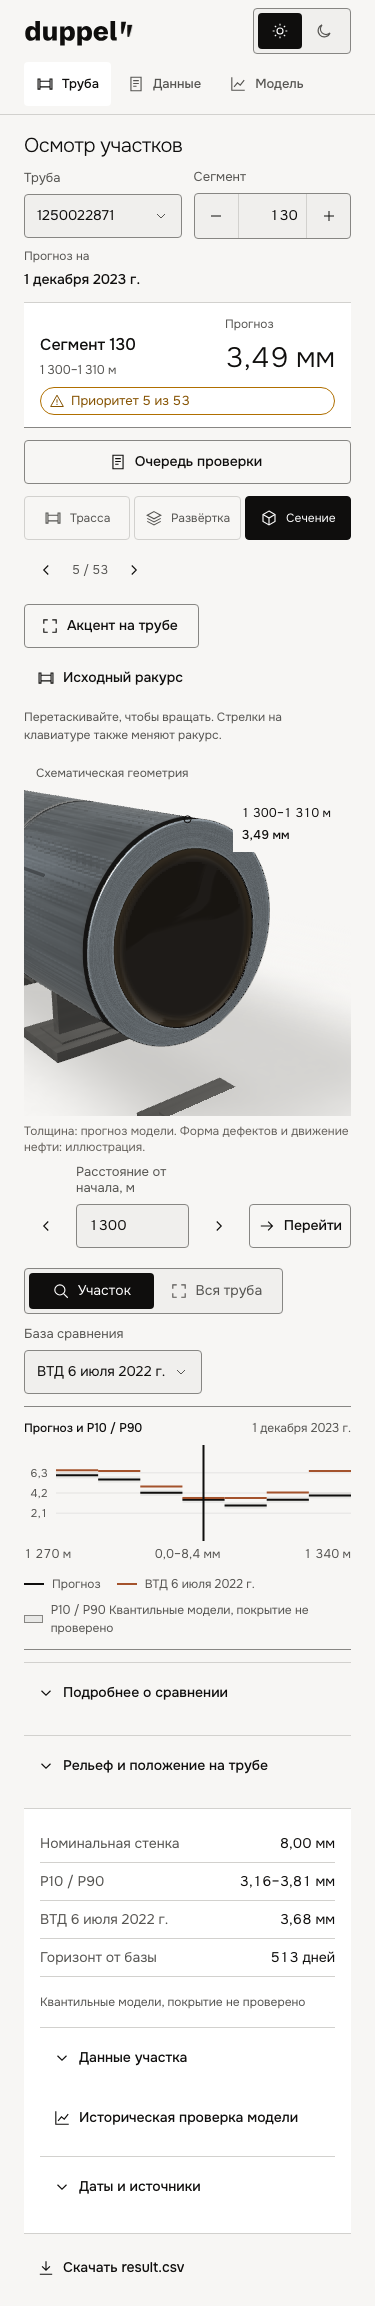 duppel
Труба
Данные
Модель
Осмотр участков
Труба
Сегмент
1250022871
130
Прогноз на
1 декабря 2023 г.
Прогноз
Сегмент 130
3,49 мм
1 300–1 310 м
Приоритет 5 из 53
Очередь проверки
Трасса
Развёртка
Сечение
5 / 53
Акцент на трубе
Исходный ракурс
Перетаскивайте, чтобы вращать. Стрелки на
клавиатуре также меняют ракурс.
Схематическая геометрия
1 300–1 310 м
3,49 мм
Толщина: прогноз модели. Форма дефектов и движение
нефти: иллюстрация.
Расстояние от
начала, м
1 300
Перейти
Участок
Вся труба
База сравнения
ВТД 6 июля 2022 г.
Прогноз и P10 / P90
1 декабря 2023 г.
6,3
4,2
2,1
1 270 м
0,0–8,4 мм
1 340 м
Прогноз
ВТД 6 июля 2022 г.
P10 / P90 Квантильные модели, покрытие не
проверено
Подробнее о сравнении
Рельеф и положение на трубе
Номинальная стенка
8,00 мм
P10 / P90
3,16–3,81 мм
ВТД 6 июля 2022 г.
3,68 мм
Горизонт от базы
513 дней
Квантильные модели, покрытие не проверено
Данные участка
Историческая проверка модели
Даты и источники
Скачать result.csv